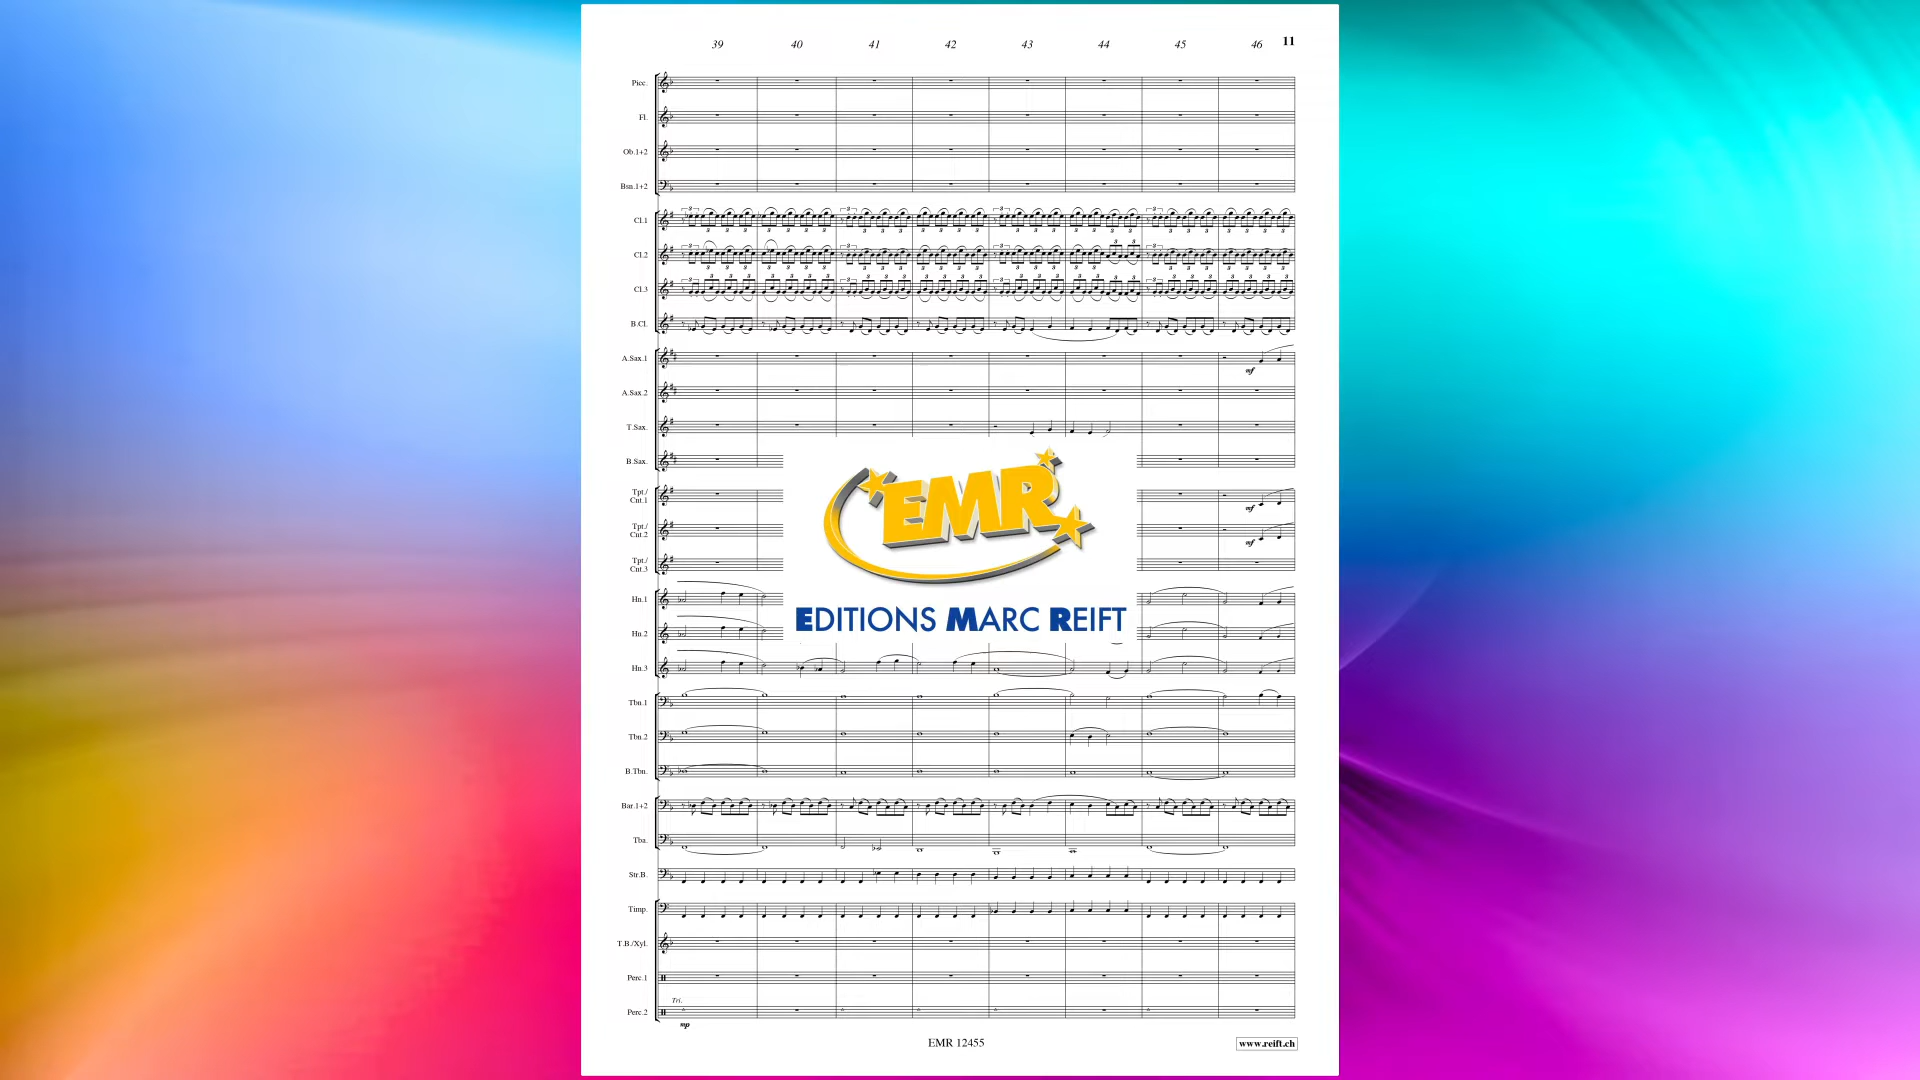 39 40 41 42 43 44 45 46 11
Picc.
Fl.
Ob.1+2
Bsn.1+2
Cl.1
Cl.2
Cl.3
B.Cl.
A.Sax.1
mf
A.Sax.2
T.Sax.
B.Sax.
Tpt./
Cnt.1
mf
Tpt./
Cnt.2
mf
Tpt./
Cnt.3
EMR
Hn.1
EDITIONS MARC REIFT
Hn.2
Hn.3
Tbn.1
Tbn.2
B.Tbn.
Bar.1+2
Tba.
Str.B.
Timp.
T.B./Xyl.
Perc.1
Tri.
Perc.2
mp
EMR 12455
www.reift.ch